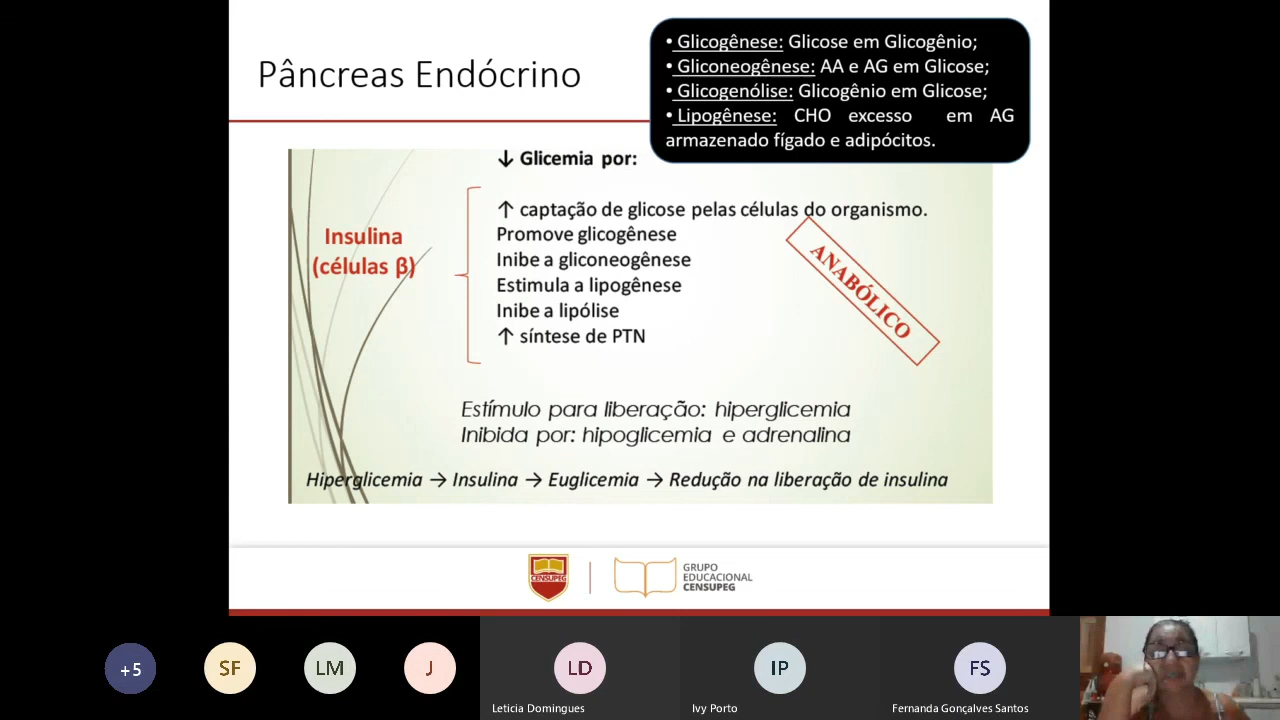 Pâncreas Endócrino
• Glicogênese: Glicose em Glicogênio;
• Gliconeogênese: AA e AG em Glicose;
• Glicogenólise: Glicogênio em Glicose;
• Lipogênese: CHO excesso em AG
armazenado fígado e adipócitos.
↓ Glicemia por:
Insulina
(células β)
↑ captação de glicose pelas células do organismo.
Promove glicogênese
Inibe a gliconeogênese
Estimula a lipogênese
Inibe a lipólise
↑ síntese de PTN
ANABÓLICO
Estímulo para liberação: hiperglicemia
Inibida por: hipoglicemia e adrenalina
Hiperglicemia → Insulina → Euglicemia → Redução na liberação de insulina
CENSUPEG
GRUPO
EDUCACIONAL
CENSUPEG
+5
SF
LM
J
LD
IP
FS
Leticia Domingues
Ivy Porto
Fernanda Gonçalves Santos